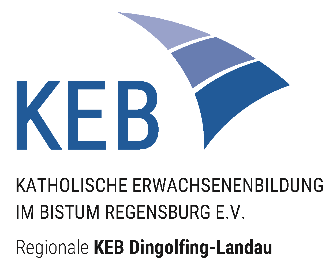 KEB
KATHOLISCHE ERWACHSENENBILDUNG
IM BISTUM REGENSBURG E.V.
Regionale KEB Dingolfing-Landau